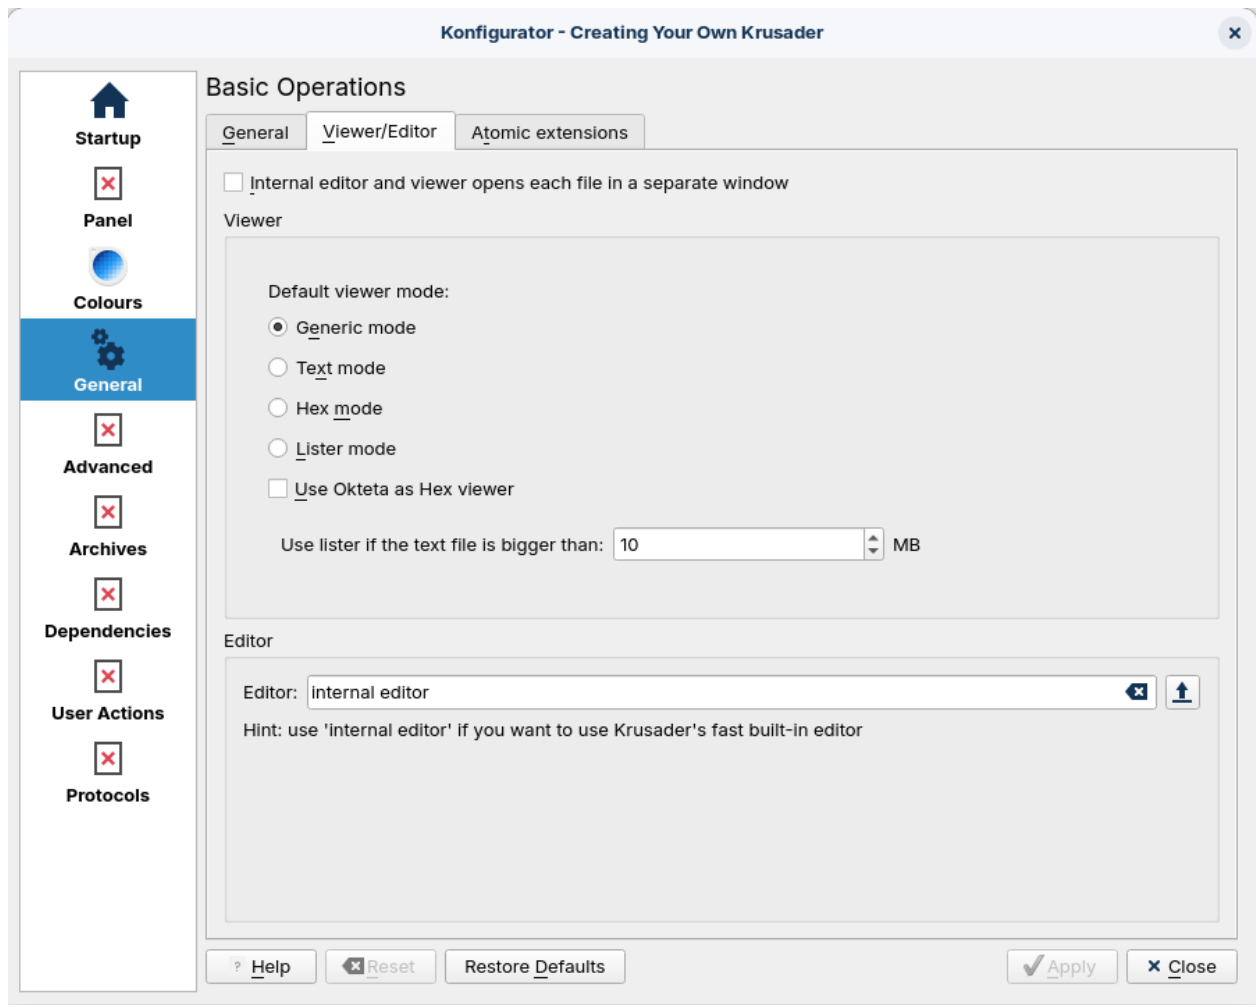 Konfigurator - Creating Your Own Krusader
Startup
Panel
Colours
General
Advanced
Archives
Dependencies
User Actions
Protocols
Basic Operations
General
Viewer/Editor
Atomic extensions
Internal editor and viewer opens each file in a separate window
Viewer
Default viewer mode:
Generic mode
Text mode
Hex mode
Lister mode
Use Okteta as Hex viewer
Use lister if the text file is bigger than: 10 MB
Editor
Editor: internal editor
Hint: use 'internal editor' if you want to use Krusader's fast built-in editor
? Help
Reset
Restore Defaults
Apply
Close